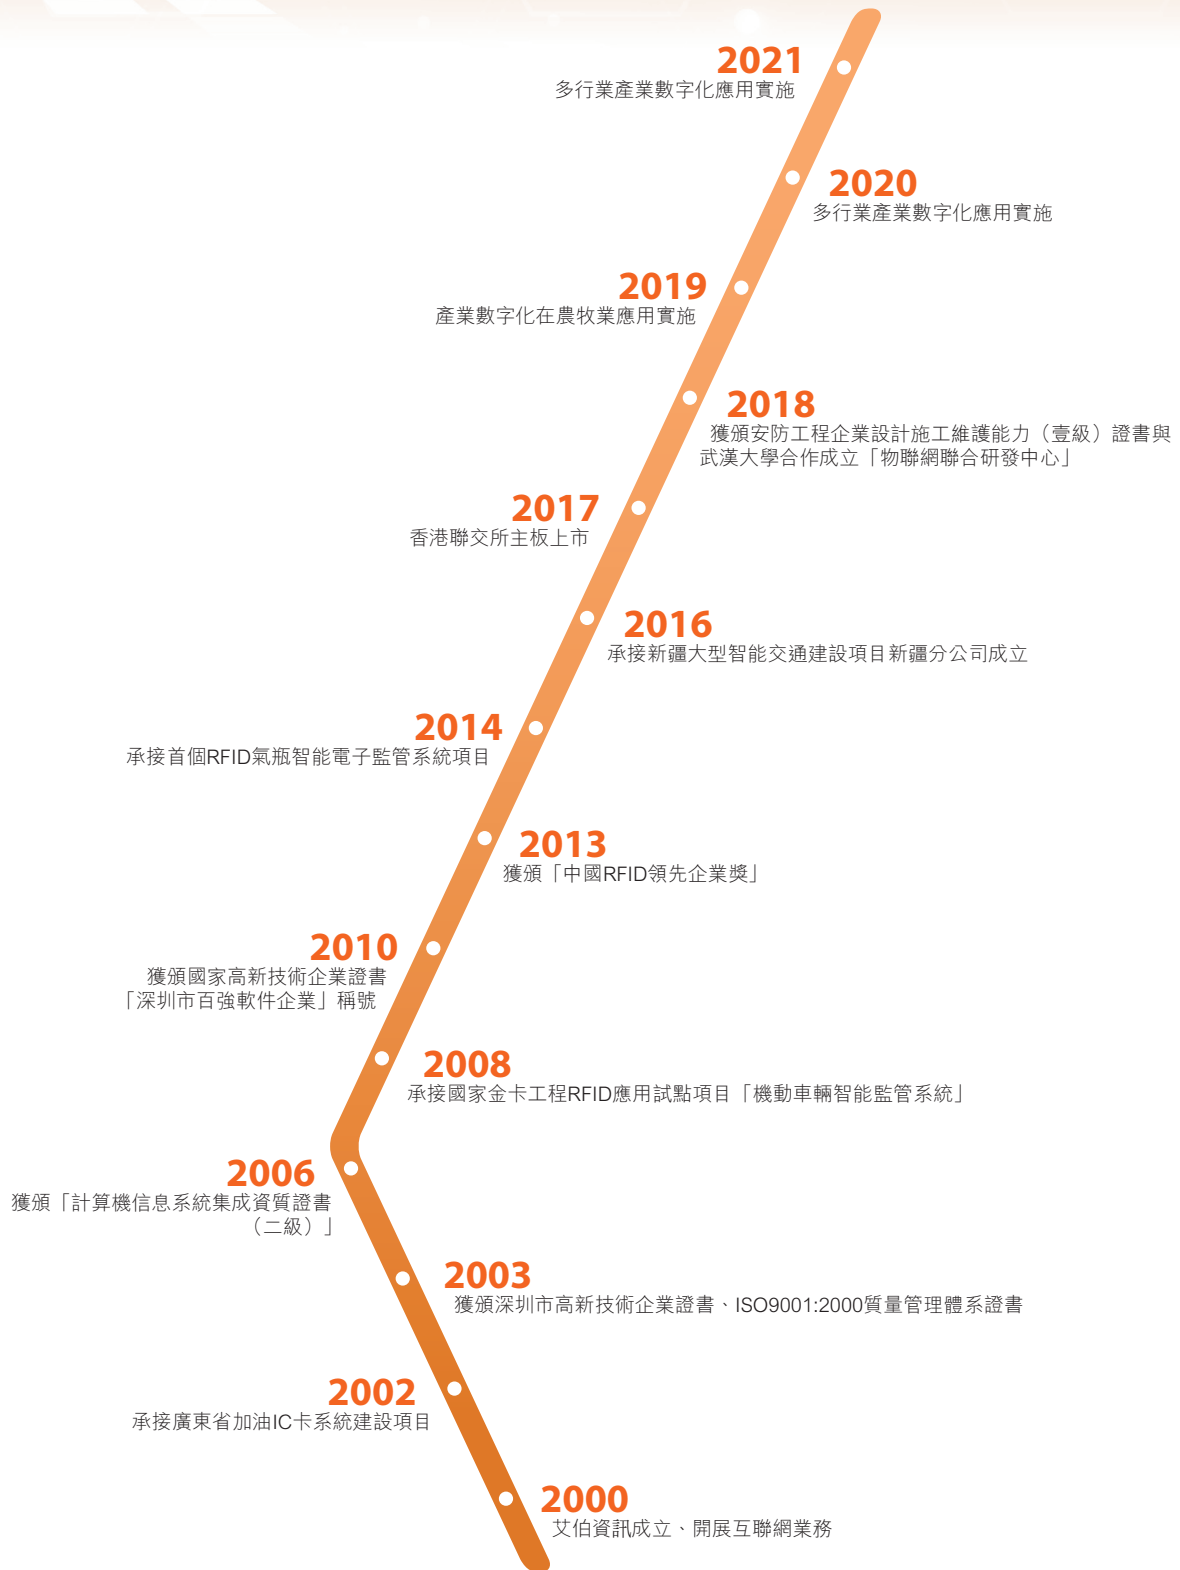 2021
多行業產業數字化應用實施
2020
多行業產業數字化應用實施
2019
產業數字化在農牧業應用實施
2018
獲頒安防工程企業設計施工維護能力（壹級）證書與
武漢大學合作成立「物聯網聯合研發中心」
2017
香港聯交所主板上市
2016
承接新疆大型智能交通建設項目新疆分公司成立
2014
承接首個RFID氣瓶智能電子監管系統項目
2013
獲頒「中國RFID領先企業獎」
2010
獲頒國家高新技術企業證書
「深圳市百強軟件企業」稱號
2008
承接國家金卡工程RFID應用試點項目「機動車輛智能監管系統」
2006
獲頒「計算機信息系統集成資質證書
（二級）」
2003
獲頒深圳市高新技術企業證書、ISO9001:2000質量管理體系證書
2002
承接廣東省加油IC卡系統建設項目
2000
艾伯資訊成立、開展互聯網業務